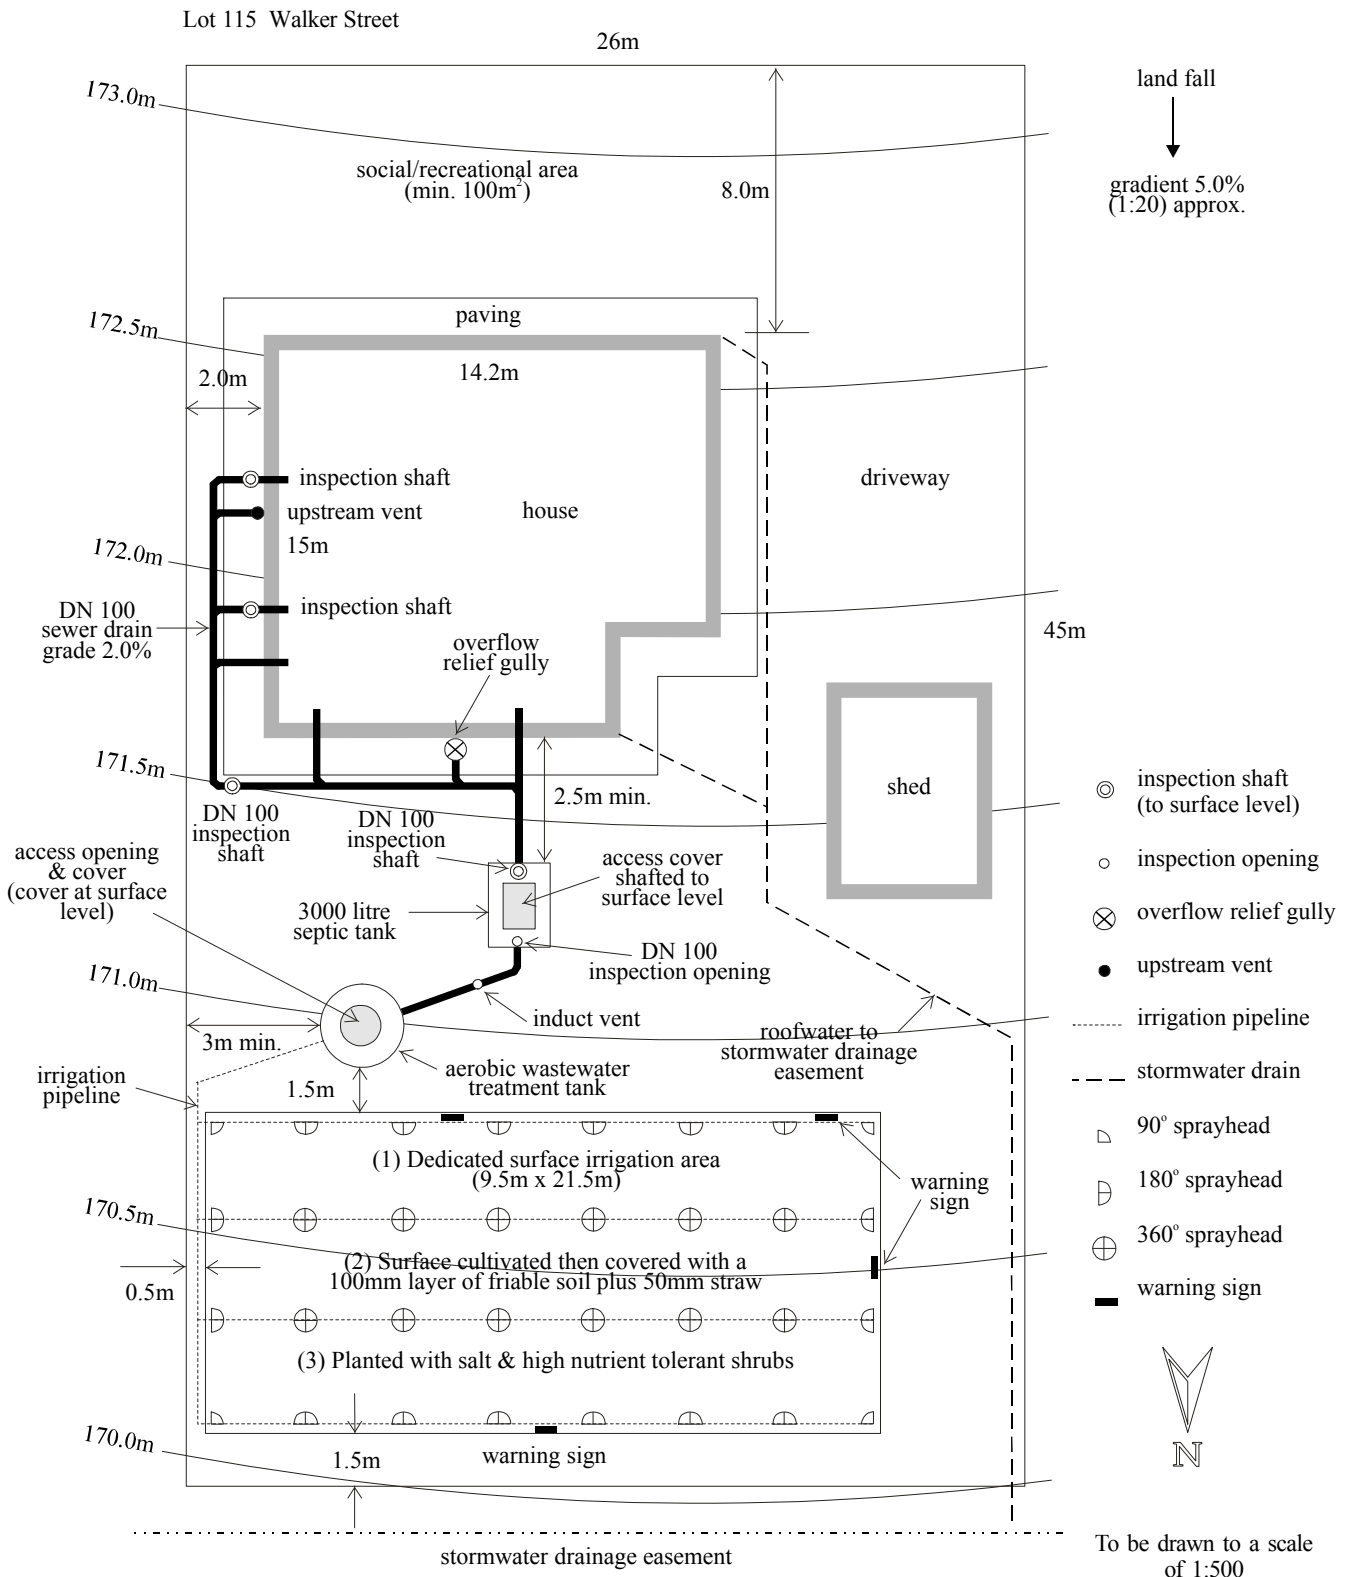 Lot 115 Walker Street
26m
173.0m
land fall
social/recreational area
(min. 100m²)
8.0m
gradient 5.0%
(1:20) approx.
paving
172.5m
14.2m
2.0m
inspection shaft
driveway
upstream vent
house
15m
172.0m
inspection shaft
DN 100
sewer drain
grade 2.0%
overflow
relief gully
45m
171.5m
2.5m min.
shed
inspection shaft
(to surface level)
DN 100
inspection
shaft
DN 100
inspection
shaft
access opening
& cover
(cover at surface
level)
access cover
shafted to
surface level
inspection opening
3000 litre
septic tank
overflow relief gully
DN 100
inspection opening
upstream vent
171.0m
induct vent
irrigation pipeline
3m min.
roofwater to
stormwater drainage
easement
aerobic wastewater
treatment tank
irrigation
pipeline
1.5m
stormwater drain
90° sprayhead
(1) Dedicated surface irrigation area
(9.5m x 21.5m)
warning
sign
180° sprayhead
170.5m
360° sprayhead
(2) Surface cultivated then covered with a
100mm layer of friable soil plus 50mm straw
0.5m
warning sign
(3) Planted with salt & high nutrient tolerant shrubs
170.0m
1.5m
warning sign
N
stormwater drainage easement
To be drawn to a scale
of 1:500